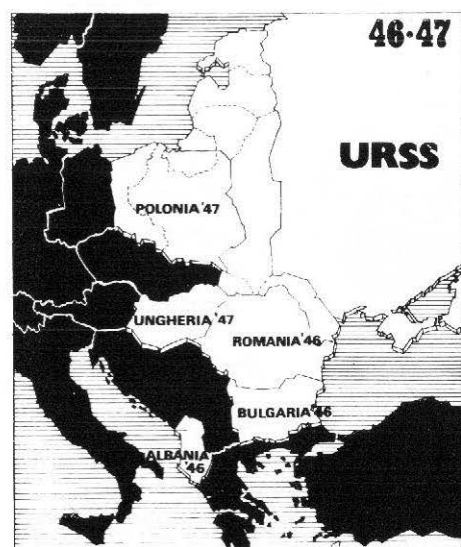 46·47
URSS
POLONIA '47
UNGHERIA '47
ROMANIA '46
BULGARIA '46
ALBANIA
'46